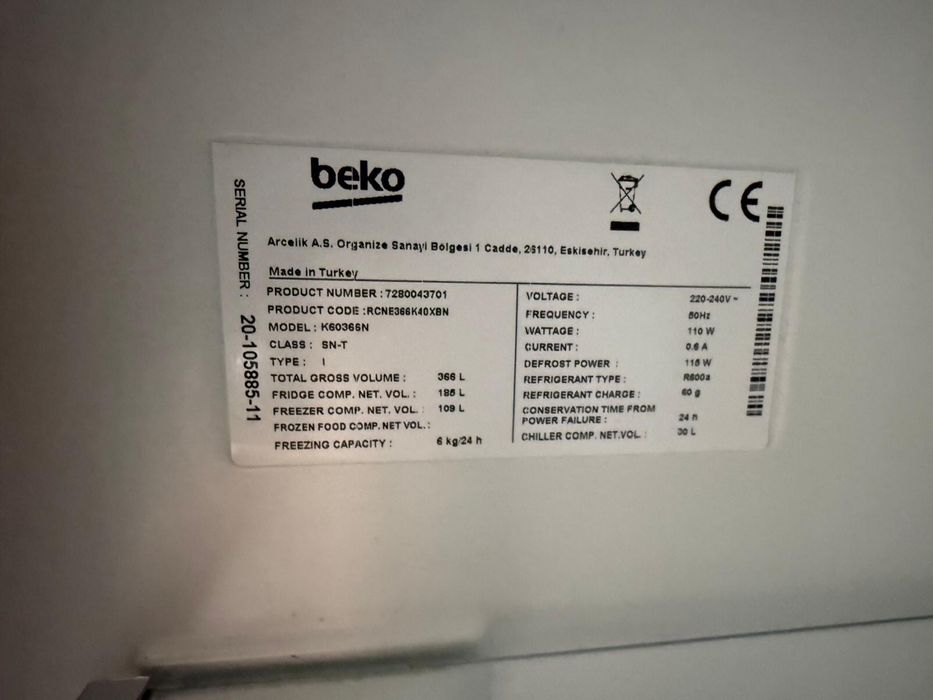 beko
CE
SERIAL NUMBER : 20-105885-11
Arcelik A.S. Organize Sanayi Bolgesi 1 Cadde, 26110, Eskisehir, Turkey
Made in Turkey
PRODUCT NUMBER : 7280043701
PRODUCT CODE : RCNE366K40XBN
MODEL : K60366N
CLASS : SN-T
TYPE : I
TOTAL GROSS VOLUME : 366 L
FRIDGE COMP. NET. VOL. : 185 L
FREEZER COMP. NET. VOL. : 109 L
FROZEN FOOD COMP. NET VOL. :
FREEZING CAPACITY : 6 kg/24 h
VOLTAGE : 220-240V ~
FREQUENCY : 50Hz
WATTAGE : 110 W
CURRENT : 0.6 A
DEFROST POWER : 115 W
REFRIGERANT TYPE : R600a
REFRIGERANT CHARGE : 60 g
CONSERVATION TIME FROM
POWER FAILURE : 24 h
CHILLER COMP. NET.VOL. : 30 L